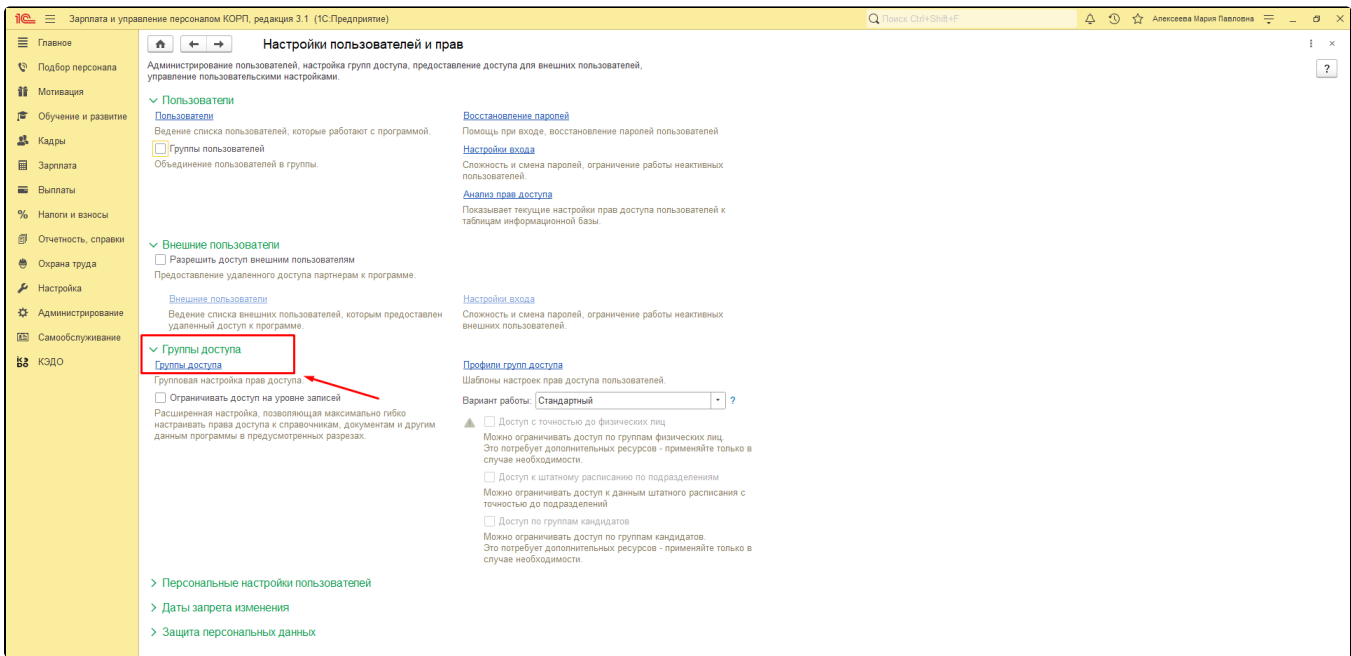 1С Зарплата и управление персоналом КОРП, редакция 3.1 (1С:Предприятие) Поиск Ctrl+Shift+F Алексеева Мария Павловна
Главное
Подбор персонала
Мотивация
Обучение и развитие
Кадры
Зарплата
Выплаты
% Налоги и взносы
Отчетность, справки
Охрана труда
Настройка
Администрирование
Самообслуживание
КЭДО КЭДО
Настройки пользователей и прав
Администрирование пользователей, настройка групп доступа, предоставление доступа для внешних пользователей,
управление пользовательскими настройками.
?
Пользователи
Пользователи
Ведение списка пользователей, которые работают с программой.
Группы пользователей
Объединение пользователей в группы.
Восстановление паролей
Помощь при входе, восстановление паролей пользователей
Настройки входа
Сложность и смена паролей, ограничение работы неактивных
пользователей.
Анализ прав доступа
Показывает текущие настройки прав доступа пользователей к
таблицам информационной базы.
Внешние пользователи
Разрешить доступ внешним пользователям
Предоставление удаленного доступа партнерам к программе.
Внешние пользователи
Ведение списка внешних пользователей, которым предоставлен
удаленный доступ к программе.
Настройки входа
Сложность и смена паролей, ограничение работы неактивных
внешних пользователей.
Группы доступа
Группы доступа
Групповая настройка прав доступа.
Ограничивать доступ на уровне записей
Расширенная настройка, позволяющая максимально гибко
настраивать права доступа к справочникам, документам и другим
данным программы в предусмотренных разрезах.
Профили групп доступа
Шаблоны настроек прав доступа пользователей.
Вариант работы: Стандартный ?
Доступ с точностью до физических лиц
Можно ограничивать доступ по группам физических лиц.
Это потребует дополнительных ресурсов - применяйте только в
случае необходимости.
Доступ к штатному расписанию по подразделениям
Можно ограничивать доступ к данным штатного расписания с
точностью до подразделений
Доступ по группам кандидатов
Можно ограничивать доступ по группам кандидатов.
Это потребует дополнительных ресурсов - применяйте только в
случае необходимости.
Персональные настройки пользователей
Даты запрета изменения
Защита персональных данных